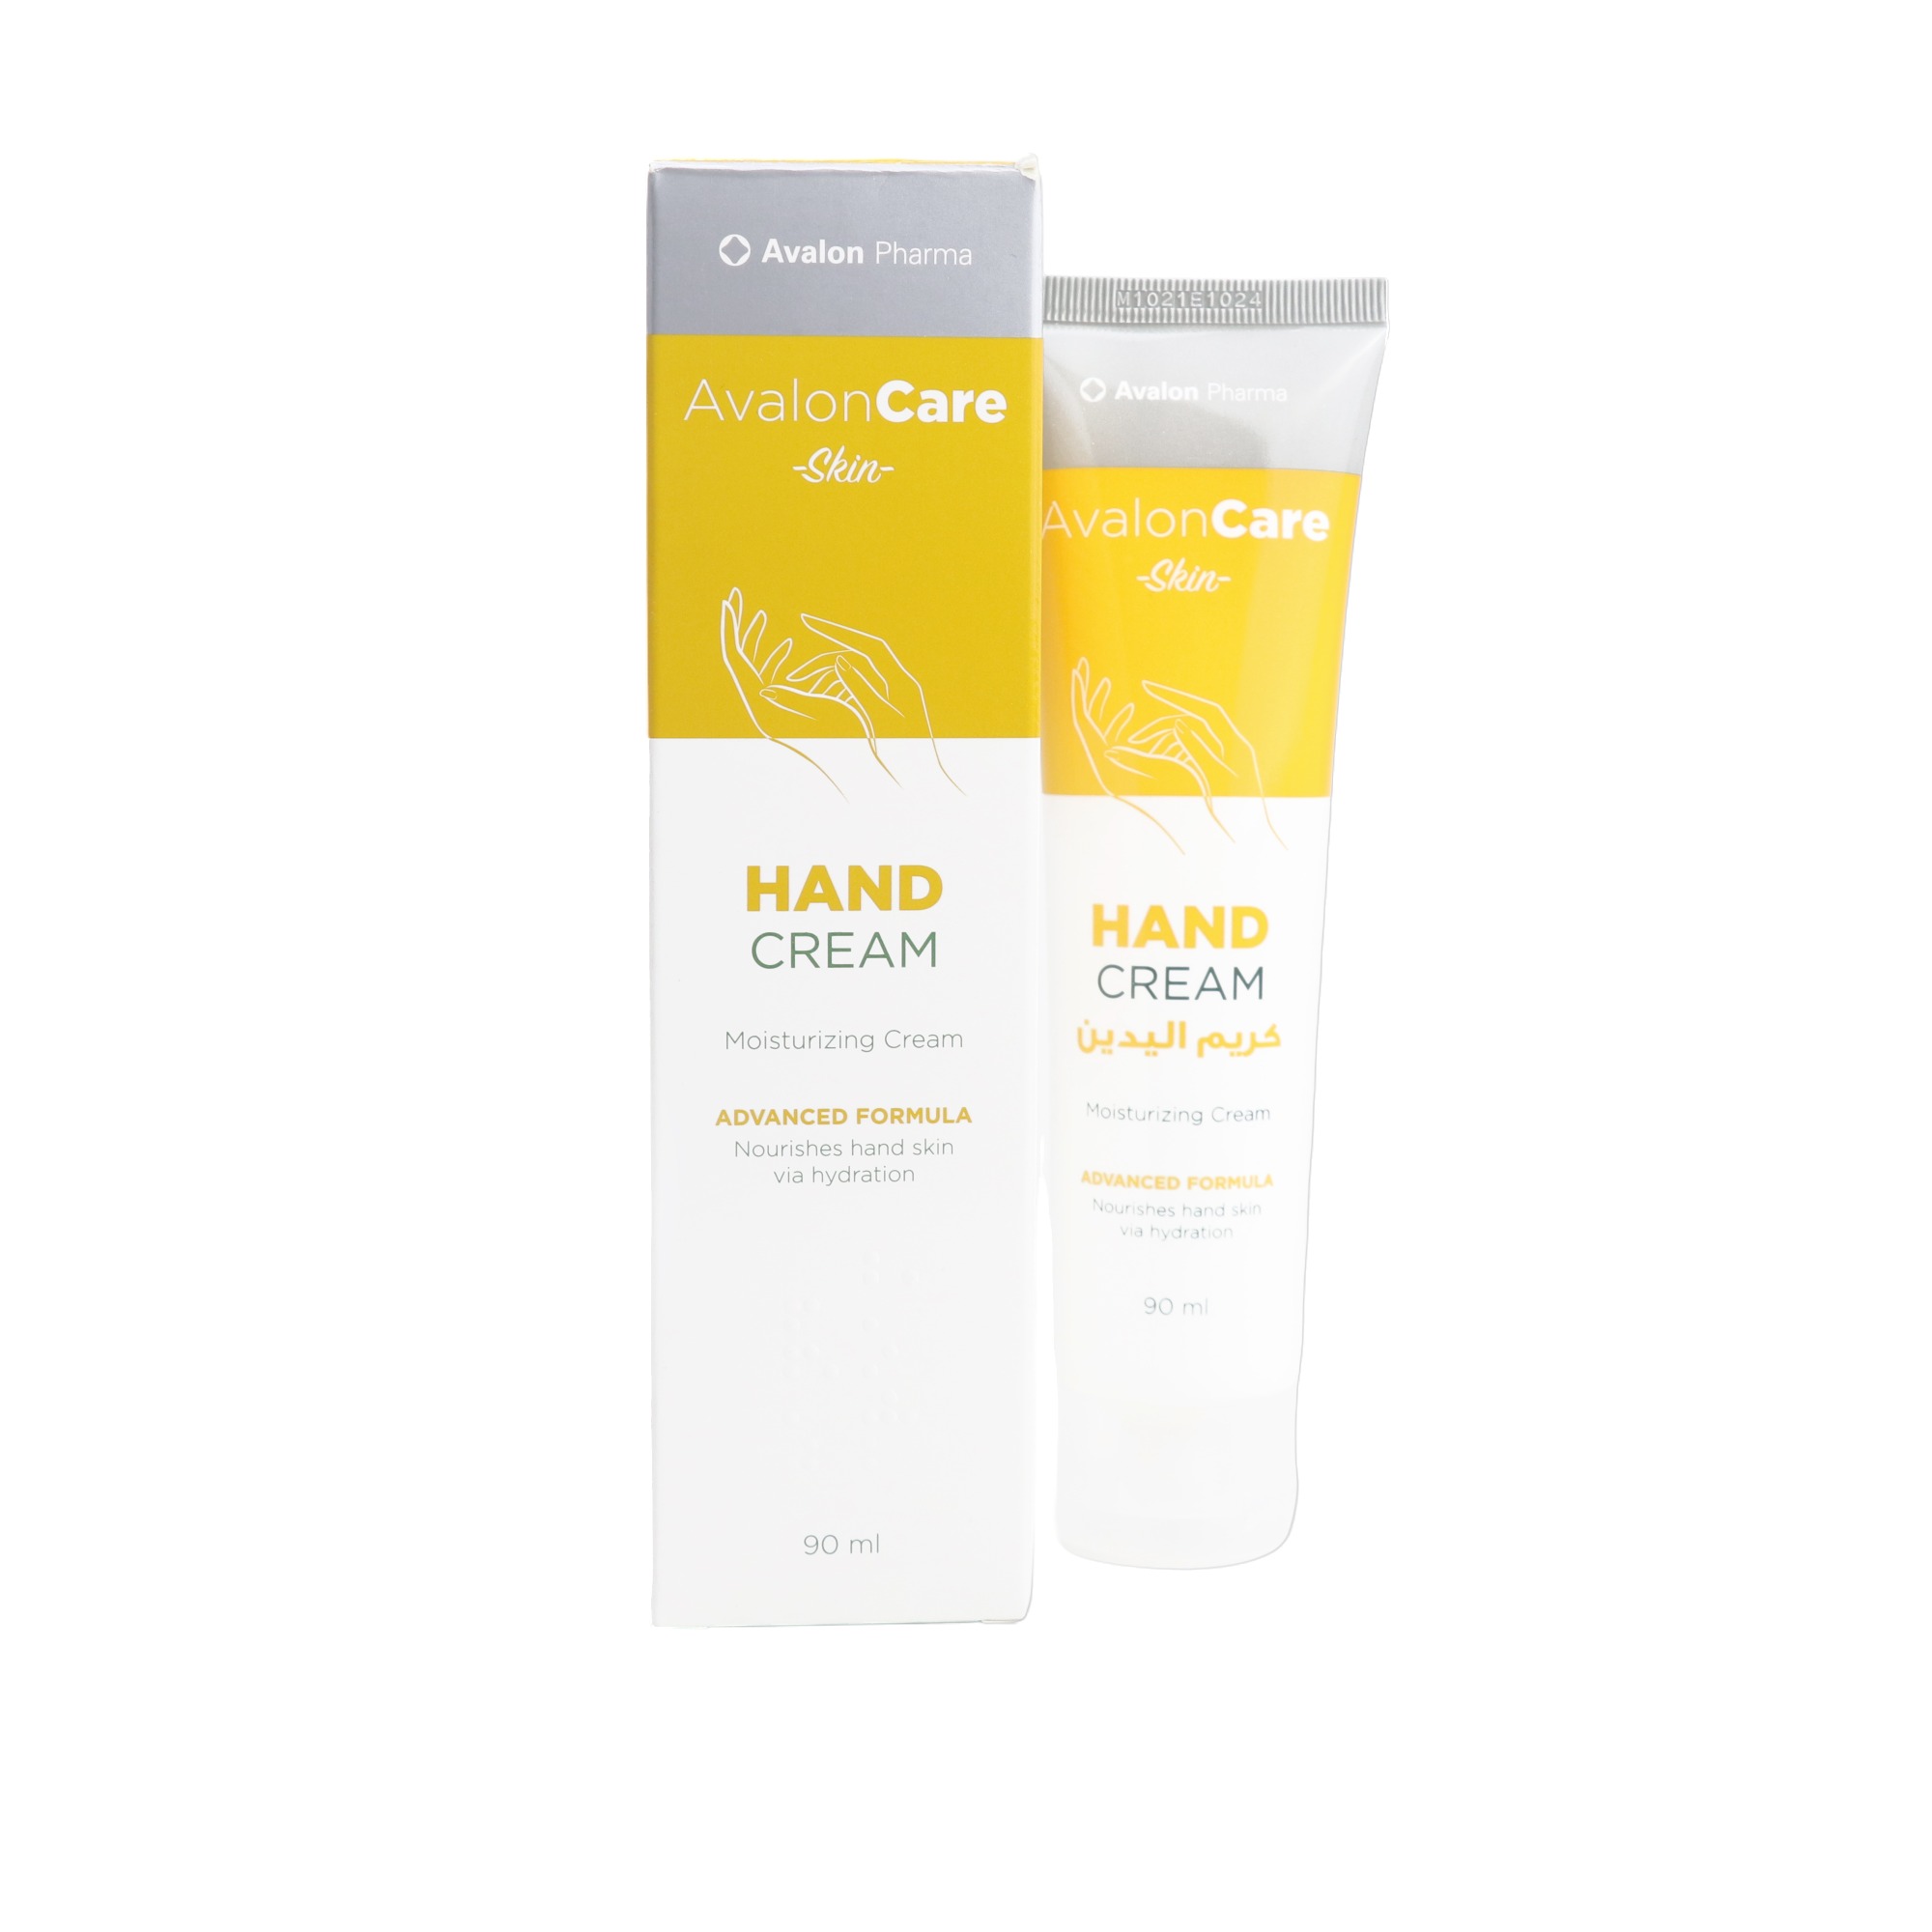 Avalon Pharma
AvalonCare
-Skin-
HAND
CREAM
Moisturizing Cream
ADVANCED FORMULA
Nourishes hand skin
via hydration
90 ml
M1021E1024
Avalon Pharma
AvalonCare
-Skin-
HAND
CREAM
كريم اليدين
Moisturizing Cream
ADVANCED FORMULA
Nourishes hand skin
via hydration
90 ml